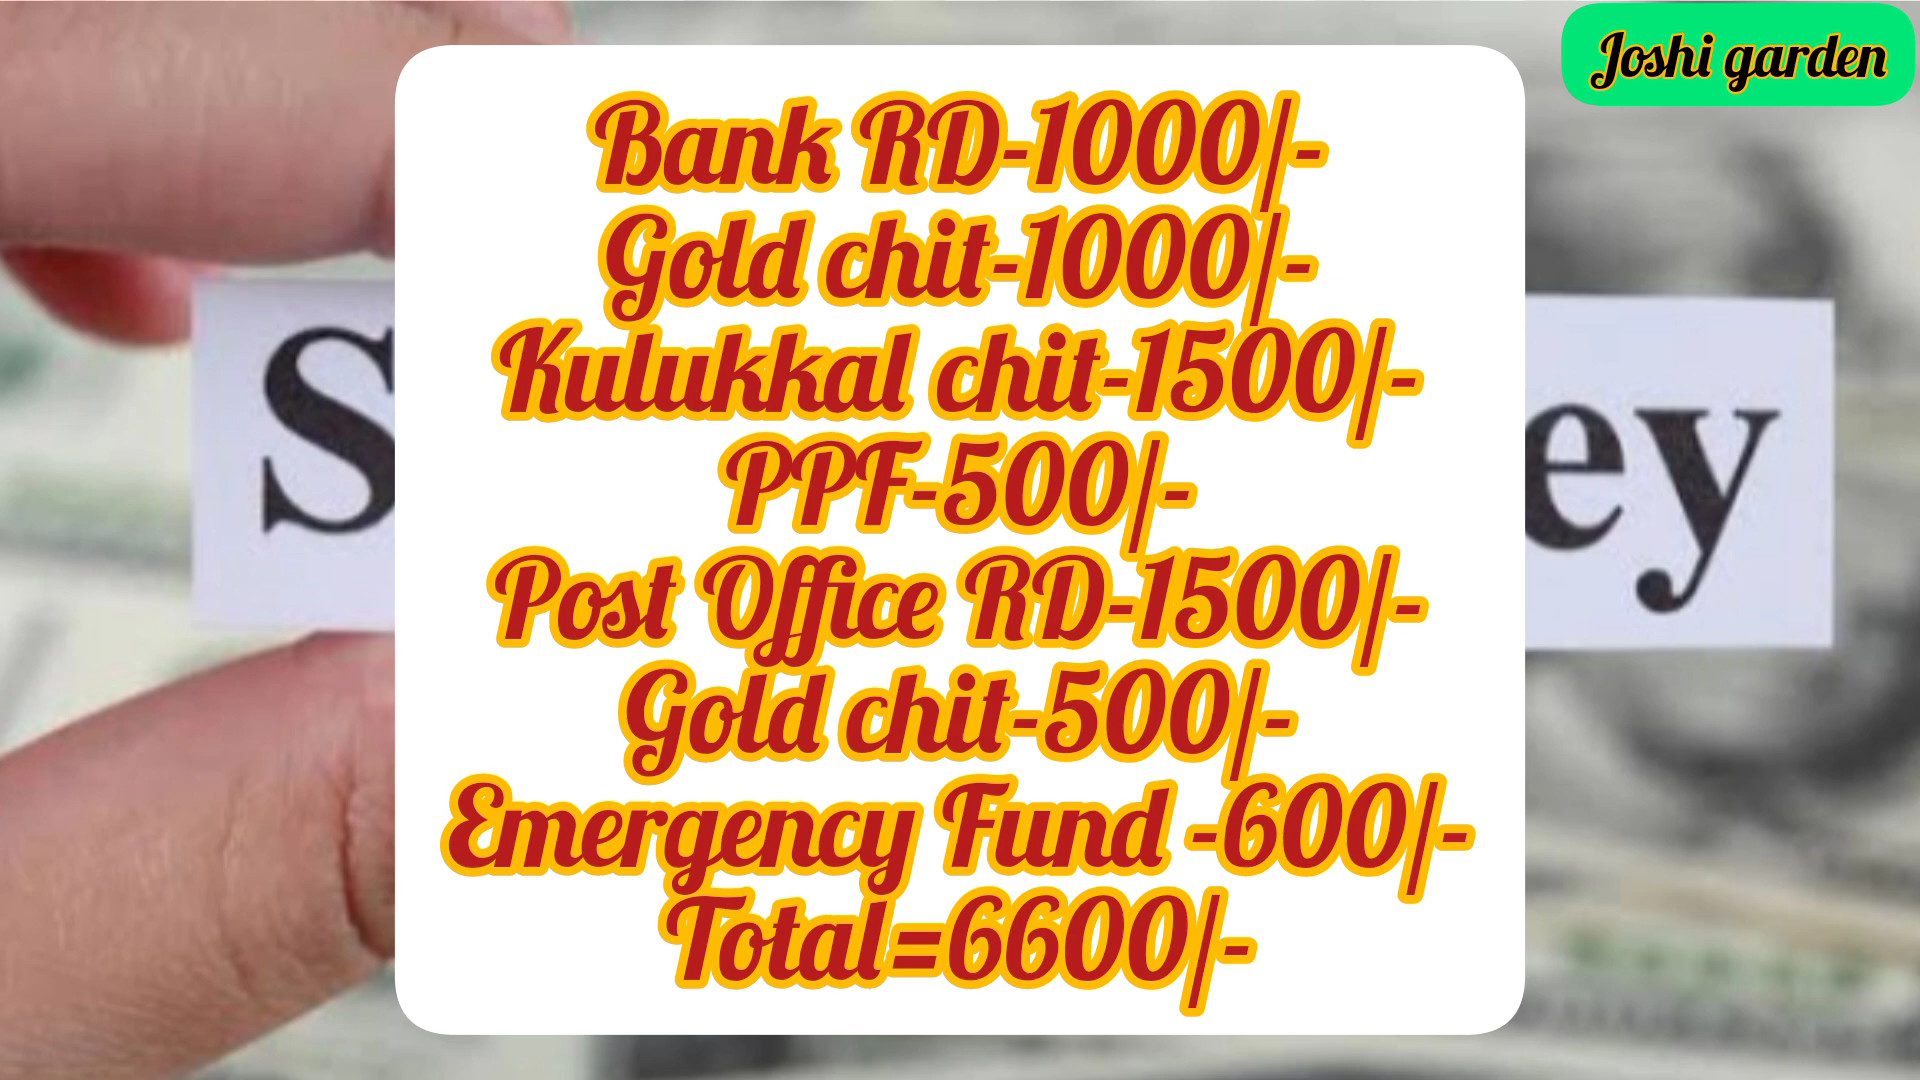 Joshi garden
Bank RD-1000/-
Gold chit-1000/-
Kulukkal chit-1500/-
PPF-500/-
Post Office RD-1500/-
Gold chit-500/-
Emergency Fund -600/-
Total=6600/-
S
ey